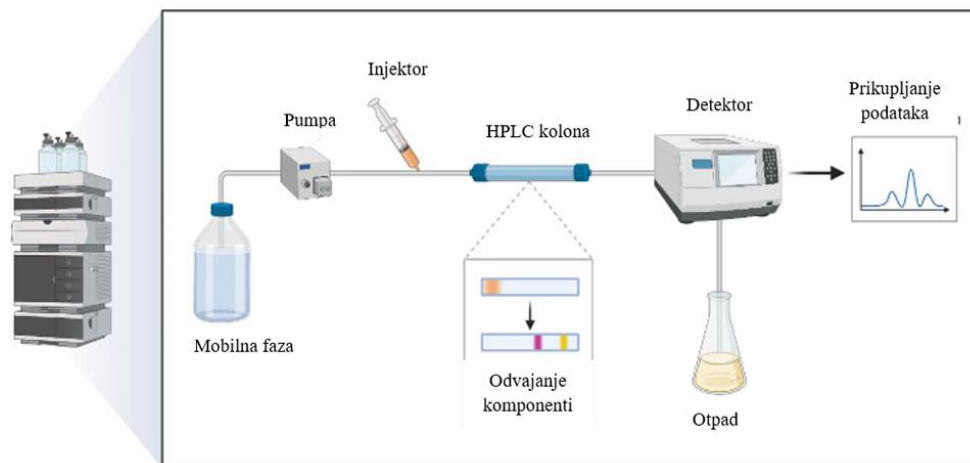 Injektor
Pumpa
HPLC kolona
Detektor
Prikupljanje
podataka
Mobilna faza
Odvajanje
komponenti
Otpad